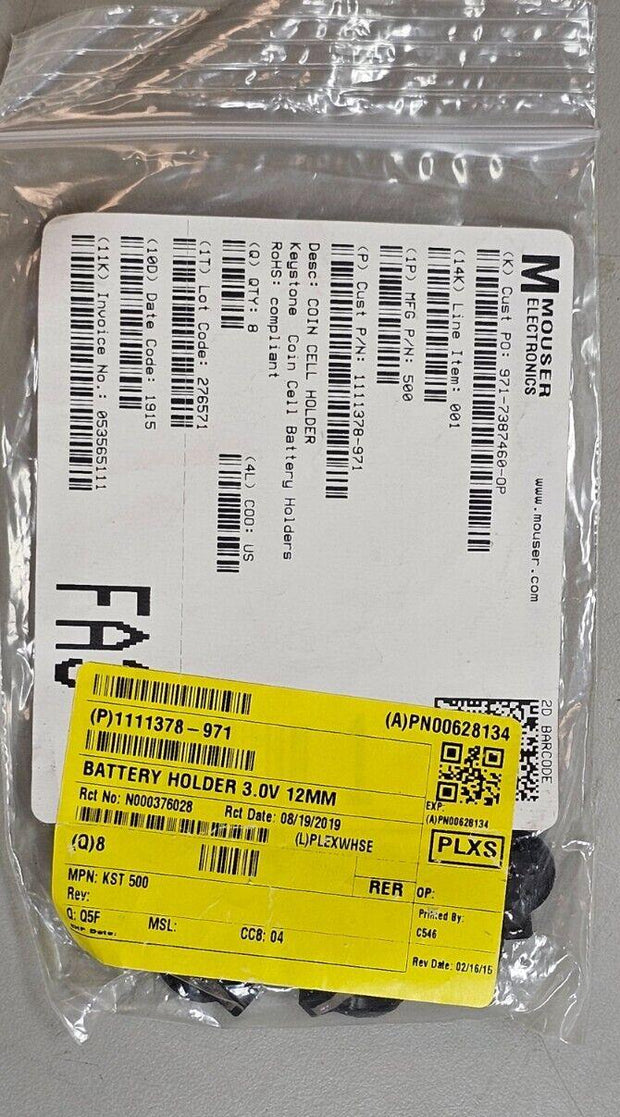 MOUSER
ELECTRONICS
www.mouser.com
(K) Cust PO: 971-7387460-OP
(14K) Line Item: 001
(1P) MFG P/N: 500
(P) Cust P/N: 1111378-971
Desc: COIN CELL HOLDER
Keystone Coin Cell Battery Holders
RoHS: compliant
(Q) QTY: 8
(4L) COO: US
(1T) Lot Code: 276571
(10D) Date Code: 1915
(11K) Invoice No.: 053565111
2D BARCODE
(P)1111378-971
(A)PN00628134
BATTERY HOLDER 3.0V 12MM
Rct No: N000376028
Rct Date: 08/19/2019
EXP:
(A)PN00628134
(Q)8
(L)PLEXWHSE
PLXS
MPN: KST 500
RER
OP:
Rev:
Printed By:
Q: Q5F
MSL:
CC8: 04
C546
EXP Date:
Rev Date: 02/16/15